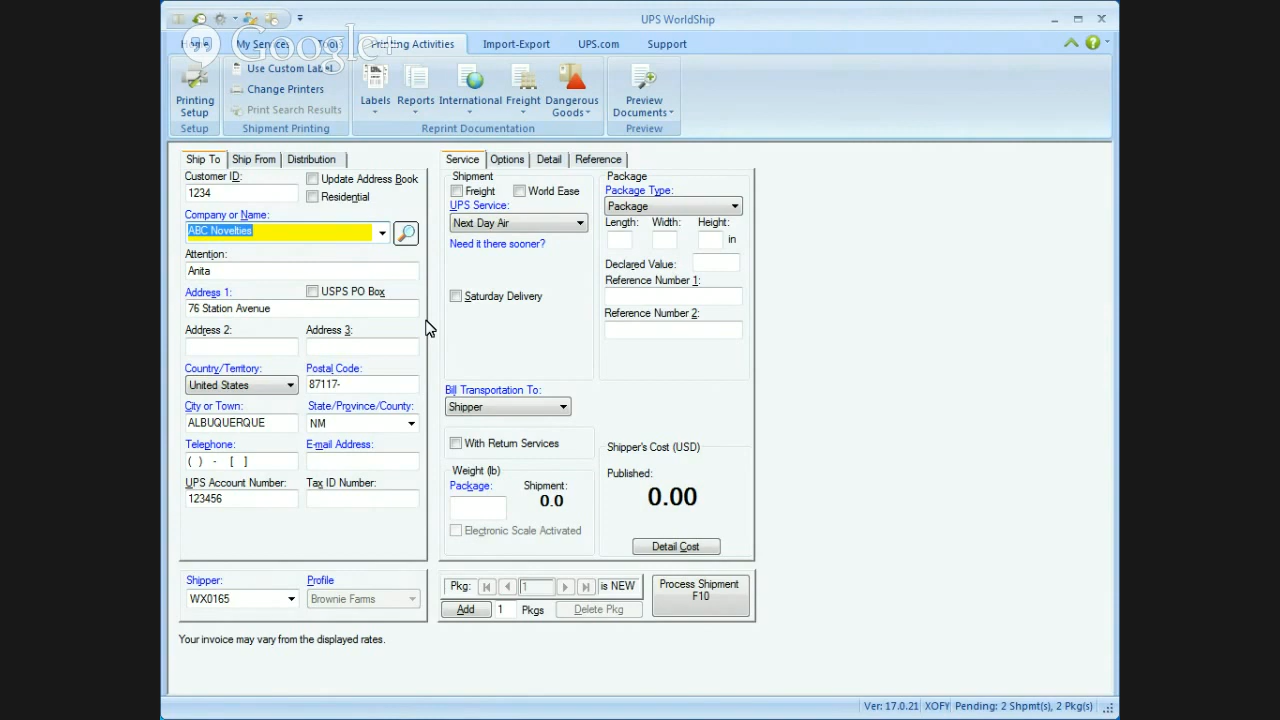 UPS WorldShip
Google+
Home My Services Tools Printing Activities Import-Export UPS.com Support
Printing Setup
Use Custom Label
Change Printers
Print Search Results
Labels Reports International Freight Dangerous Goods
Preview Documents
Setup Shipment Printing Reprint Documentation Preview
Ship To Ship From Distribution
Customer ID:
1234
Update Address Book
Residential
Company or Name:
ABC Novelties
Attention:
Anita
Address 1:
USPS PO Box
76 Station Avenue
Address 2: Address 3:
Country/Territory: Postal Code:
United States 87117-
City or Town: State/Province/County:
ALBUQUERQUE NM
Telephone: E-mail Address:
( ) - [ ]
UPS Account Number: Tax ID Number:
123456
Shipper: Profile
WX0165 Brownie Farms
Your invoice may vary from the displayed rates.
Service Options Detail Reference
Shipment
Freight World Ease
UPS Service:
Next Day Air
Need it there sooner?
Saturday Delivery
Package
Package Type:
Package
Length: Width: Height:
in
Declared Value:
Reference Number 1:
Reference Number 2:
Bill Transportation To:
Shipper
With Return Services
Weight (lb)
Package: Shipment:
0.0
Electronic Scale Activated
Shipper's Cost (USD)
Published:
0.00
Detail Cost
Pkg: 1 is NEW
Add 1 Pkgs Delete Pkg
Process Shipment
F10
Ver: 17.0.21 XOFY Pending: 2 Shpmt(s), 2 Pkg(s)